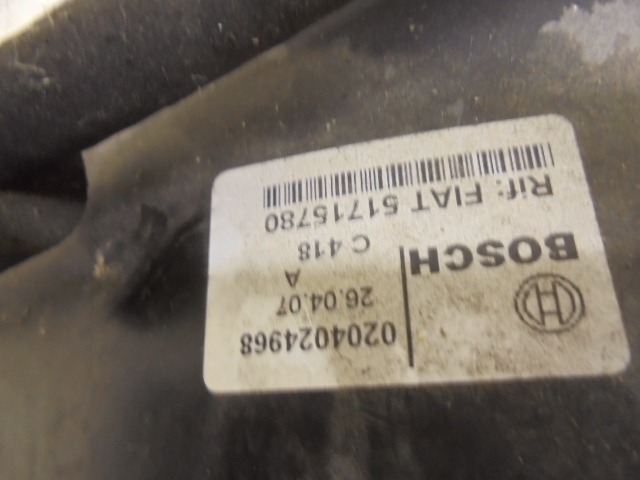 BOSCH
0204024968
26.04.07
A
C 418
Rif: FIAT 51715780